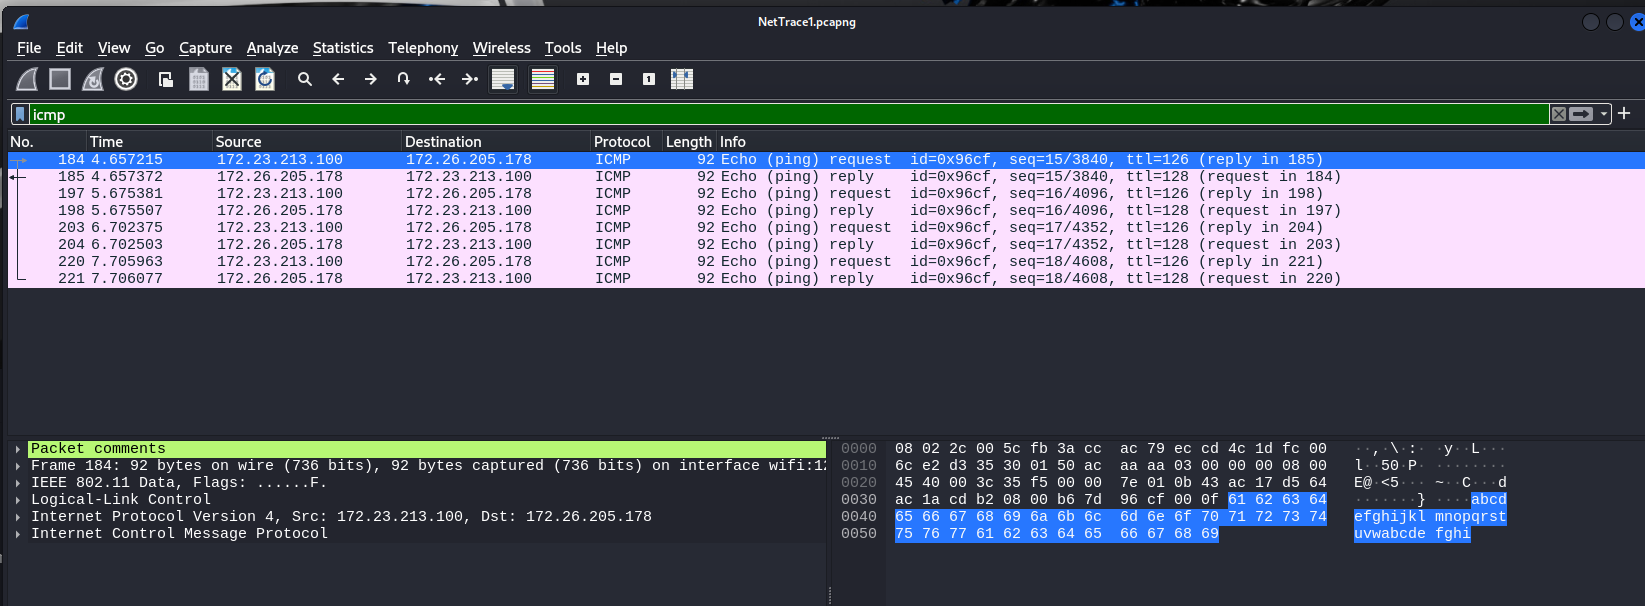 NetTrace1.pcapng
File Edit View Go Capture Analyze Statistics Telephony Wireless Tools Help
icmp
No. Time Source Destination Protocol Length Info
184 4.657215 172.23.213.100 172.26.205.178 ICMP 92 Echo (ping) request id=0x96cf, seq=15/3840, ttl=126 (reply in 185)
185 4.657372 172.26.205.178 172.23.213.100 ICMP 92 Echo (ping) reply id=0x96cf, seq=15/3840, ttl=128 (request in 184)
197 5.675381 172.23.213.100 172.26.205.178 ICMP 92 Echo (ping) request id=0x96cf, seq=16/4096, ttl=126 (reply in 198)
198 5.675507 172.26.205.178 172.23.213.100 ICMP 92 Echo (ping) reply id=0x96cf, seq=16/4096, ttl=128 (request in 197)
203 6.702375 172.23.213.100 172.26.205.178 ICMP 92 Echo (ping) request id=0x96cf, seq=17/4352, ttl=126 (reply in 204)
204 6.702503 172.26.205.178 172.23.213.100 ICMP 92 Echo (ping) reply id=0x96cf, seq=17/4352, ttl=128 (request in 203)
220 7.705963 172.23.213.100 172.26.205.178 ICMP 92 Echo (ping) request id=0x96cf, seq=18/4608, ttl=126 (reply in 221)
221 7.706077 172.26.205.178 172.23.213.100 ICMP 92 Echo (ping) reply id=0x96cf, seq=18/4608, ttl=128 (request in 220)
Packet comments
Frame 184: 92 bytes on wire (736 bits), 92 bytes captured (736 bits) on interface wifi:12
IEEE 802.11 Data, Flags: ......F.
Logical-Link Control
Internet Protocol Version 4, Src: 172.23.213.100, Dst: 172.26.205.178
Internet Control Message Protocol
0000 08 02 2c 00 5c fb 3a cc ac 79 ec cd 4c 1d fc 00 ··,·\·:· ·y··L···
0010 6c e2 d3 35 30 01 50 ac aa aa 03 00 00 00 08 00 l··50·P· ········
0020 45 40 00 3c 35 f5 00 00 7e 01 0b 43 ac 17 d5 64 E@·<5··· ~··C···d
0030 ac 1a cd b2 08 00 b6 7d 96 cf 00 0f 61 62 63 64 ·······} ····abcd
0040 65 66 67 68 69 6a 6b 6c 6d 6e 6f 70 71 72 73 74 efghijkl mnopqrst
0050 75 76 77 61 62 63 64 65 66 67 68 69 uvwabcde fghi